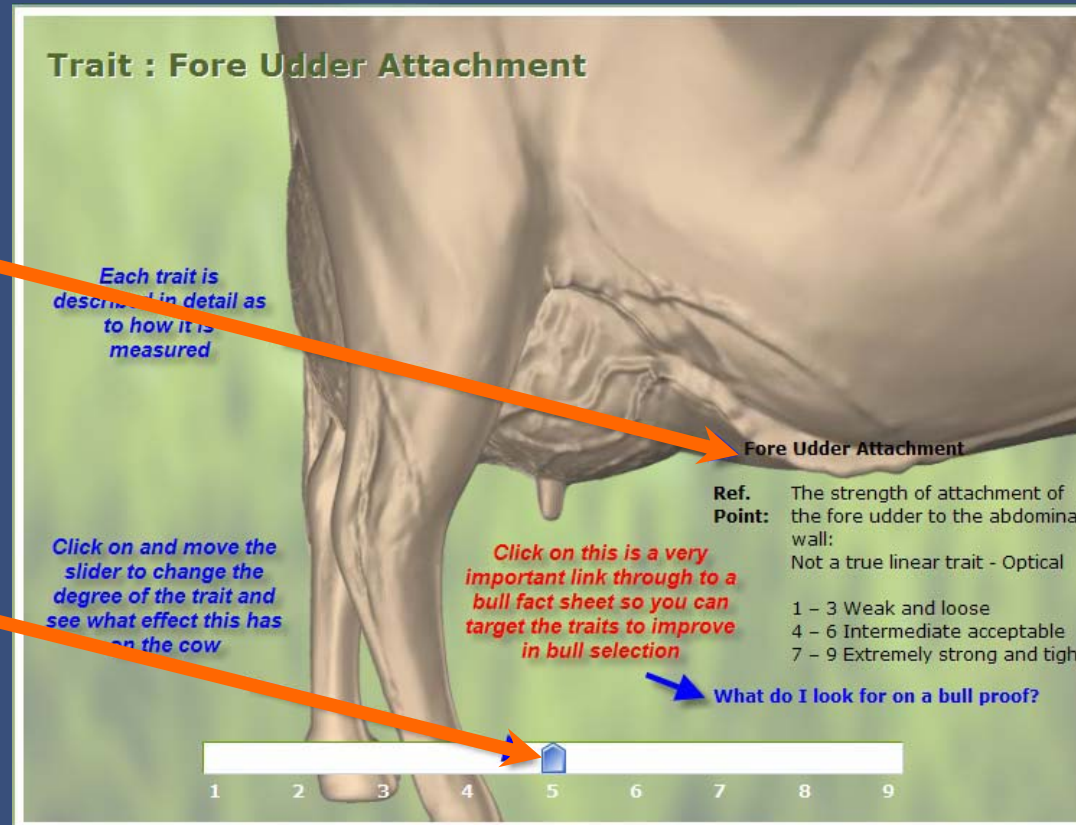 Trait : Fore Udder Attachment
Each trait is
described in detail as
to how it is
measured
Click on and move the
slider to change the
degree of the trait and
see what effect this has
on the cow
Click on this is a very
important link through to a
bull fact sheet so you can
target the traits to improve
in bull selection
Fore Udder Attachment
Ref. The strength of attachment of
Point: the fore udder to the abdomina
wall:
Not a true linear trait - Optical
1 – 3 Weak and loose
4 – 6 Intermediate acceptable
7 – 9 Extremely strong and tigh
What do I look for on a bull proof?
1 2 3 4 5 6 7 8 9